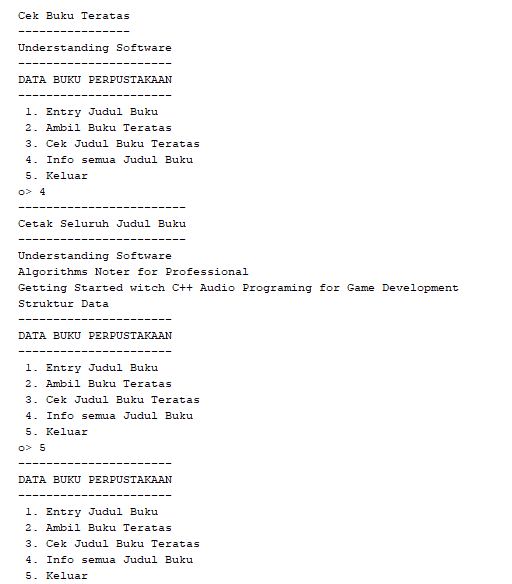 Cek Buku Teratas
----------------
Understanding Software
----------------------
DATA BUKU PERPUSTAKAAN
----------------------
1. Entry Judul Buku
2. Ambil Buku Teratas
3. Cek Judul Buku Teratas
4. Info semua Judul Buku
5. Keluar
o> 4
------------------------
Cetak Seluruh Judul Buku
------------------------
Understanding Software
Algorithms Noter for Professional
Getting Started witch C++ Audio Programing for Game Development
Struktur Data
----------------------
DATA BUKU PERPUSTAKAAN
----------------------
1. Entry Judul Buku
2. Ambil Buku Teratas
3. Cek Judul Buku Teratas
4. Info semua Judul Buku
5. Keluar
o> 5
----------------------
DATA BUKU PERPUSTAKAAN
----------------------
1. Entry Judul Buku
2. Ambil Buku Teratas
3. Cek Judul Buku Teratas
4. Info semua Judul Buku
5. Keluar